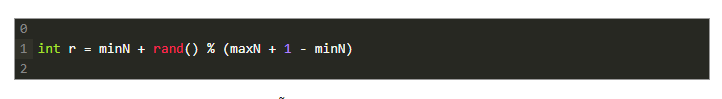 0
1 int r = minN + rand() % (maxN + 1 - minN)
2
~